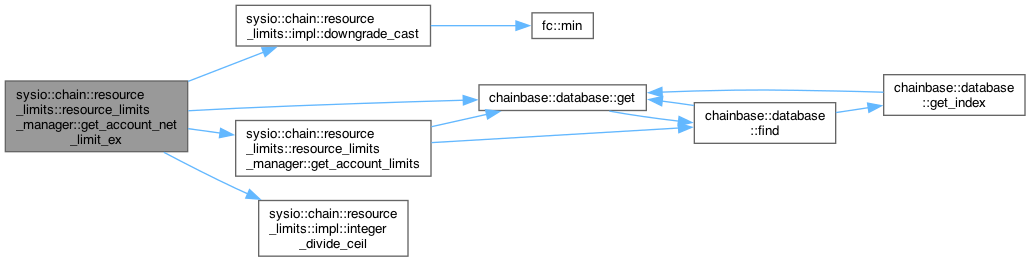 sysio::chain::resource
_limits::resource_limits
_manager::get_account_net
_limit_ex
sysio::chain::resource
_limits::impl::downgrade_cast
fc::min
chainbase::database::get
sysio::chain::resource
_limits::resource_limits
_manager::get_account_limits
chainbase::database
::find
chainbase::database
::get_index
sysio::chain::resource
_limits::impl::integer
_divide_ceil